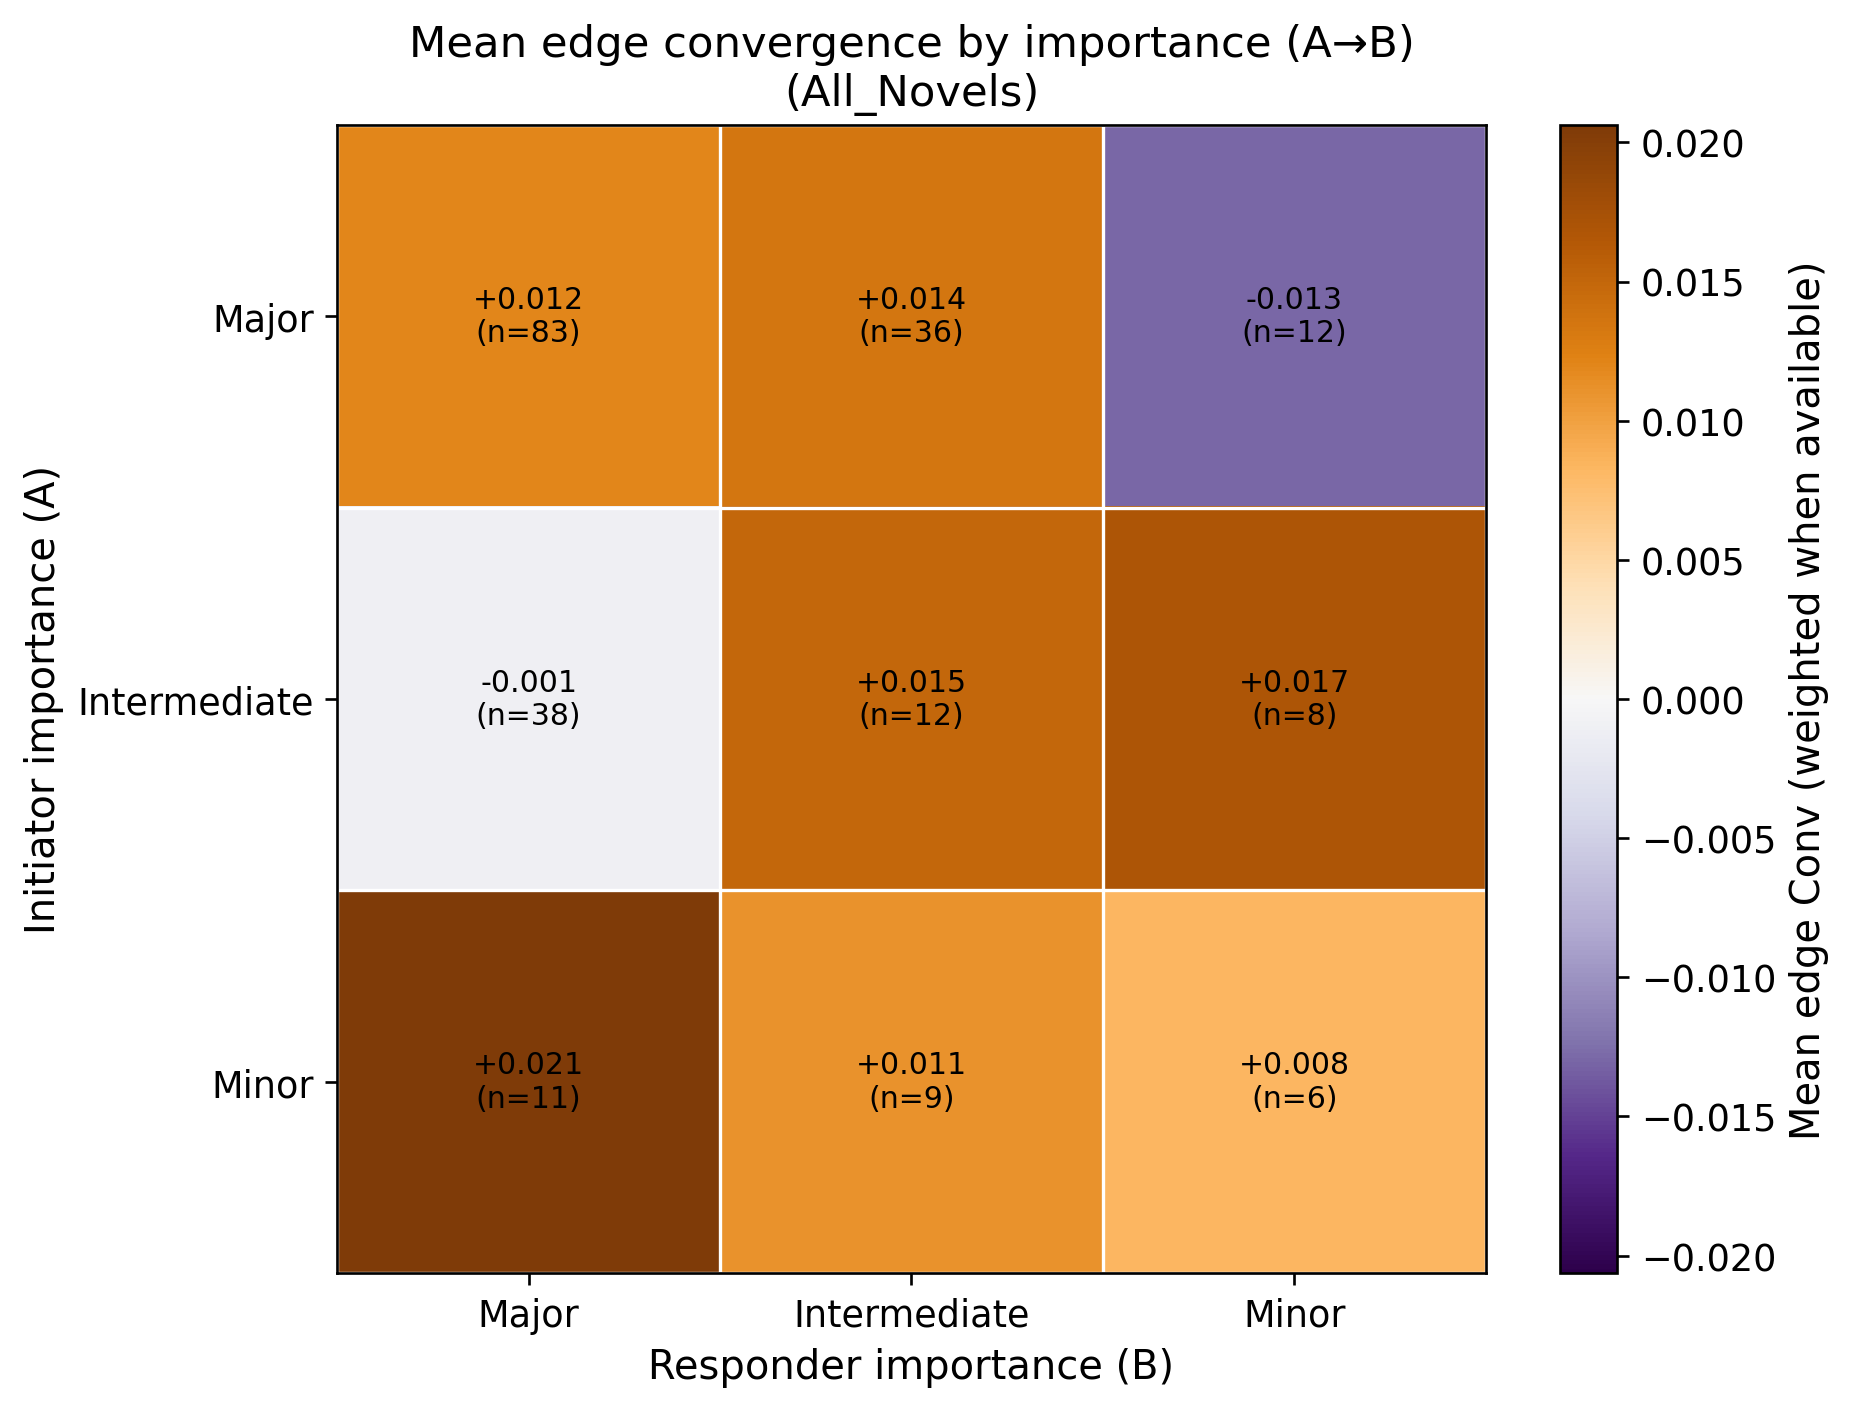 Mean edge convergence by importance (A→B)
(All_Novels)
Initiator importance (A)
Major
Intermediate
Minor
+0.012
(n=83)
+0.014
(n=36)
-0.013
(n=12)
-0.001
(n=38)
+0.015
(n=12)
+0.017
(n=8)
+0.021
(n=11)
+0.011
(n=9)
+0.008
(n=6)
Major
Intermediate
Minor
Responder importance (B)
0.020
0.015
0.010
0.005
0.000
−0.005
−0.010
−0.015
−0.020
Mean edge Conv (weighted when available)